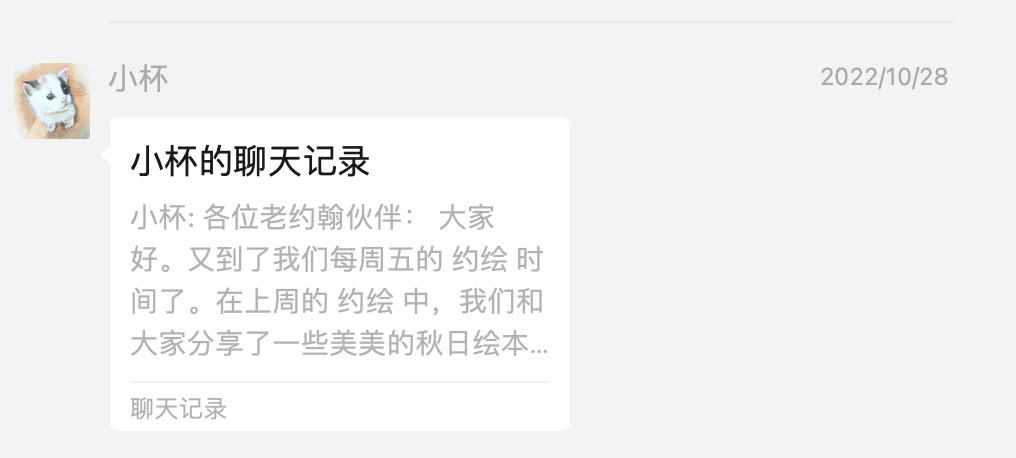 小杯
2022/10/28
小杯的聊天记录
小杯: 各位老约翰伙伴： 大家
好。又到了我们每周五的 约绘 时
间了。在上周的 约绘 中，我们和
大家分享了一些美美的秋日绘本...
聊天记录